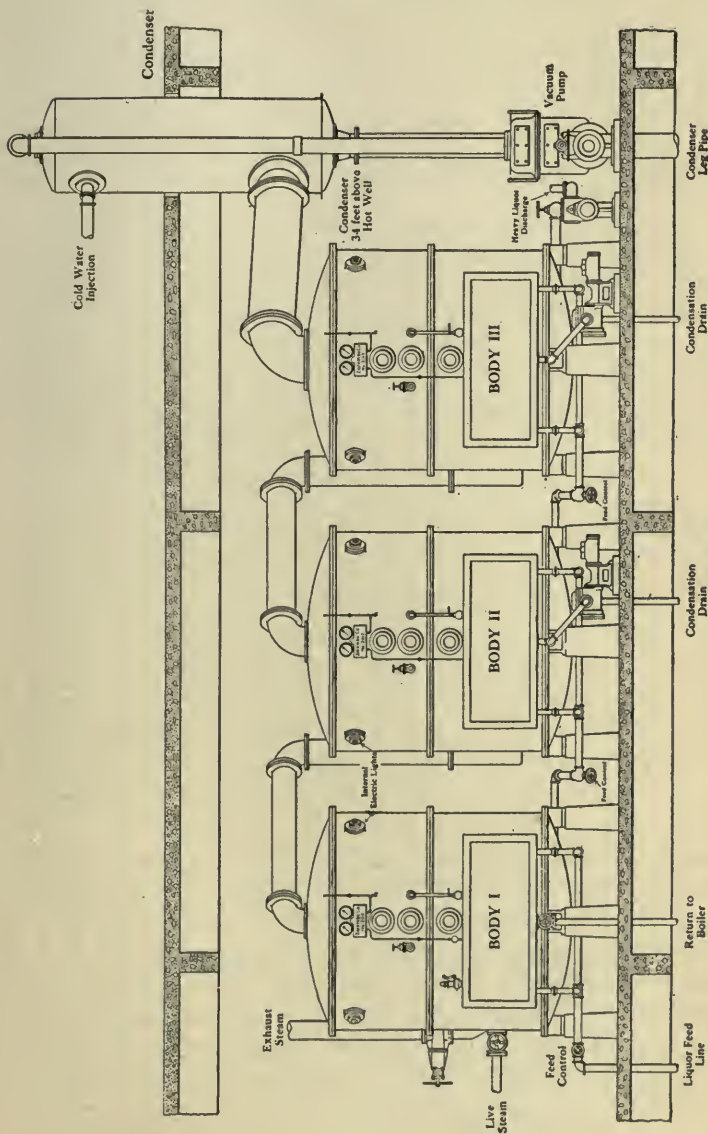 Condenser
Cold Water
Injection
Condenser
34 feet above
Hot Well
Vacuum
Pump
Heavy Liquor
Discharge
Exhaust
Steam
Internal
Electric Lights
BODY I
BODY II
BODY III
Live
Steam
Feed
Control
Feed Control
Feed Control
Liquor Feed
Line
Return to
Boiler
Condensation
Drain
Condensation
Drain
Condenser
Leg Pipe